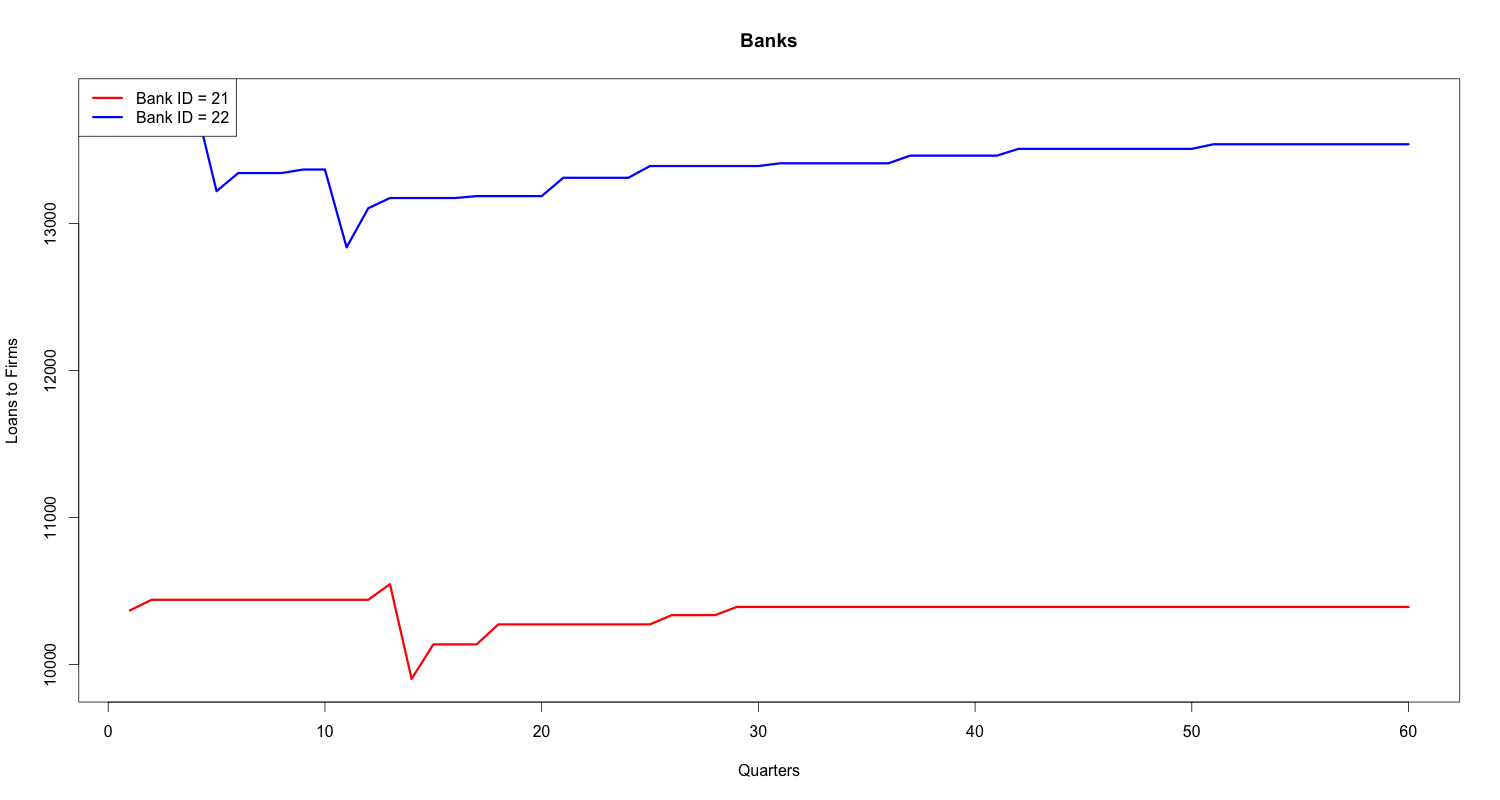 Banks
Bank ID = 21
Bank ID = 22
Loans to Firms
13000
12000
11000
10000
0 10 20 30 40 50 60
Quarters